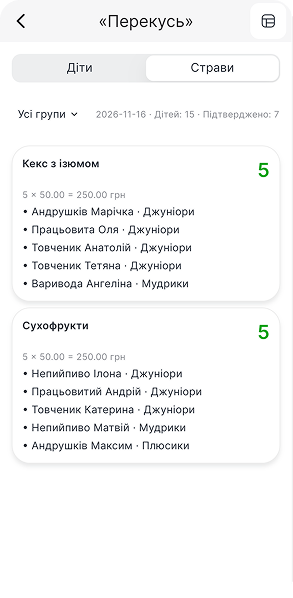 «Перекусь»
Діти
Страви
Усі групи
2026-11-16 · Дітей: 15 · Підтверджено: 7
Кекс з ізюмом
5
5 × 50.00 = 250.00 грн
• Андрушків Марічка · Джуніори
• Працьовита Оля · Джуніори
• Товченик Анатолій · Джуніори
• Товченик Тетяна · Джуніори
• Варивода Ангеліна · Мудрики
Сухофрукти
5
5 × 50.00 = 250.00 грн
• Непийпиво Ілона · Джуніори
• Працьовитий Андрій · Джуніори
• Товченик Катерина · Джуніори
• Непийпиво Матвій · Мудрики
• Андрушків Максим · Плюсики